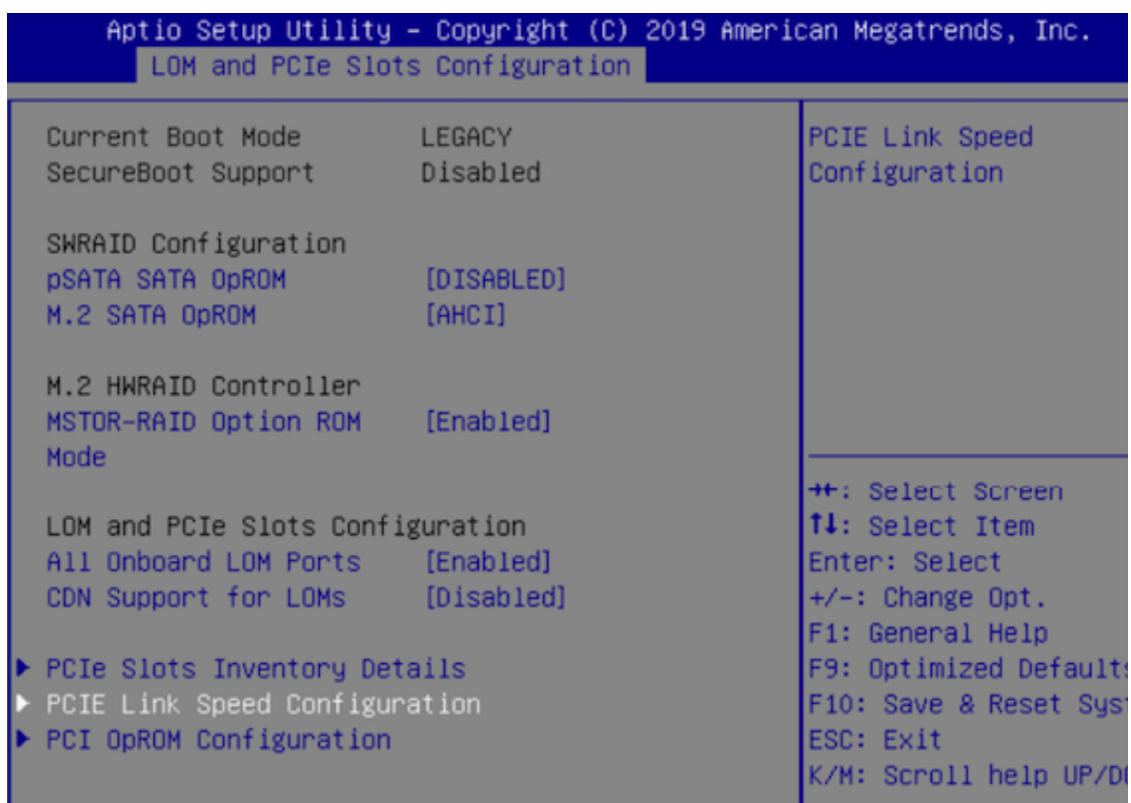 Aptio Setup Utility – Copyright (C) 2019 American Megatrends, Inc.
LOM and PCIe Slots Configuration
Current Boot Mode LEGACY
SecureBoot Support Disabled
SWRAID Configuration
pSATA SATA OpROM [DISABLED]
M.2 SATA OpROM [AHCI]
M.2 HWRAID Controller
MSTOR-RAID Option ROM [Enabled]
Mode
LOM and PCIe Slots Configuration
All Onboard LOM Ports [Enabled]
CDN Support for LOMs [Disabled]
PCIe Slots Inventory Details
PCIE Link Speed Configuration
PCI OpROM Configuration
PCIE Link Speed
Configuration
→←: Select Screen
↑↓: Select Item
Enter: Select
+/-: Change Opt.
F1: General Help
F9: Optimized Defaults
F10: Save & Reset Syst
ESC: Exit
K/M: Scroll help UP/DO